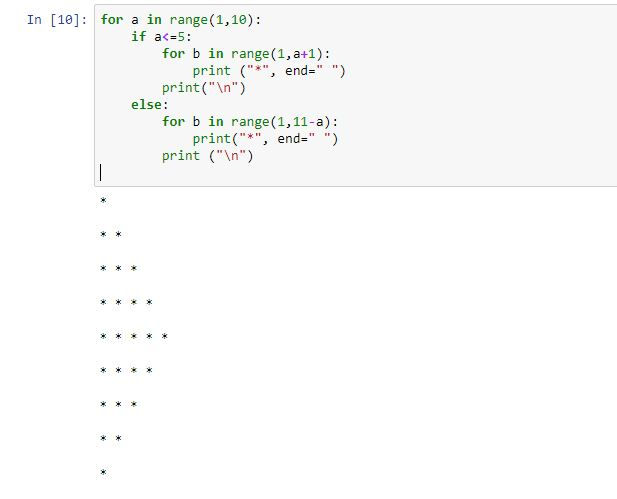 In [10]: for a in range(1,10):
    if a<=5:
        for b in range(1,a+1):
            print ("*", end=" ")
        print("\n")
    else:
        for b in range(1,11-a):
            print("*", end=" ")
        print ("\n")
*
* *
* * *
* * * *
* * * * *
* * * *
* * *
* *
*